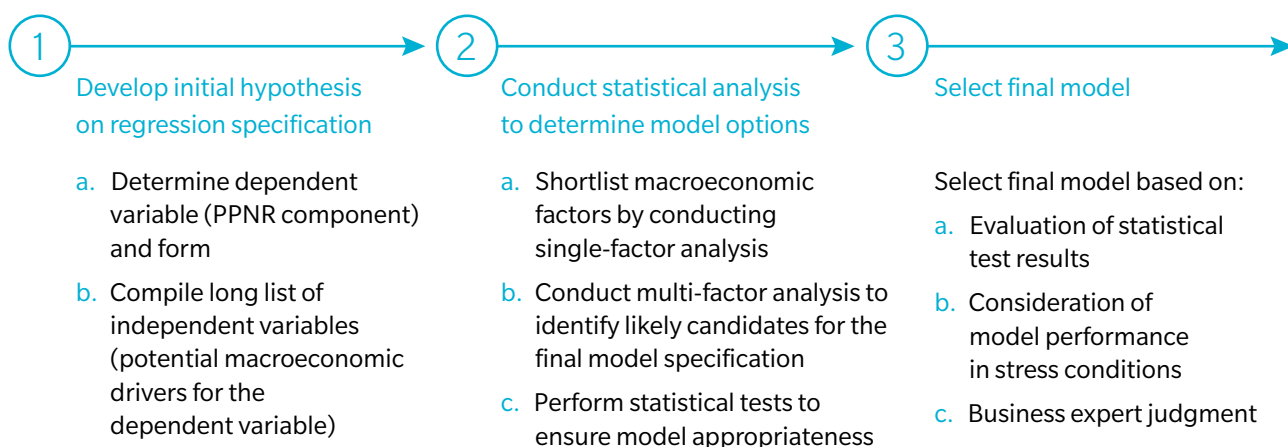 1
Develop initial hypothesis
on regression specification
a. Determine dependent
variable (PPNR component)
and form
b. Compile long list of
independent variables
(potential macroeconomic
drivers for the
dependent variable)
2
Conduct statistical analysis
to determine model options
a. Shortlist macroeconomic
factors by conducting
single-factor analysis
b. Conduct multi-factor analysis to
identify likely candidates for the
final model specification
c. Perform statistical tests to
ensure model appropriateness
3
Select final model
Select final model based on:
a. Evaluation of statistical
test results
b. Consideration of
model performance
in stress conditions
c. Business expert judgment